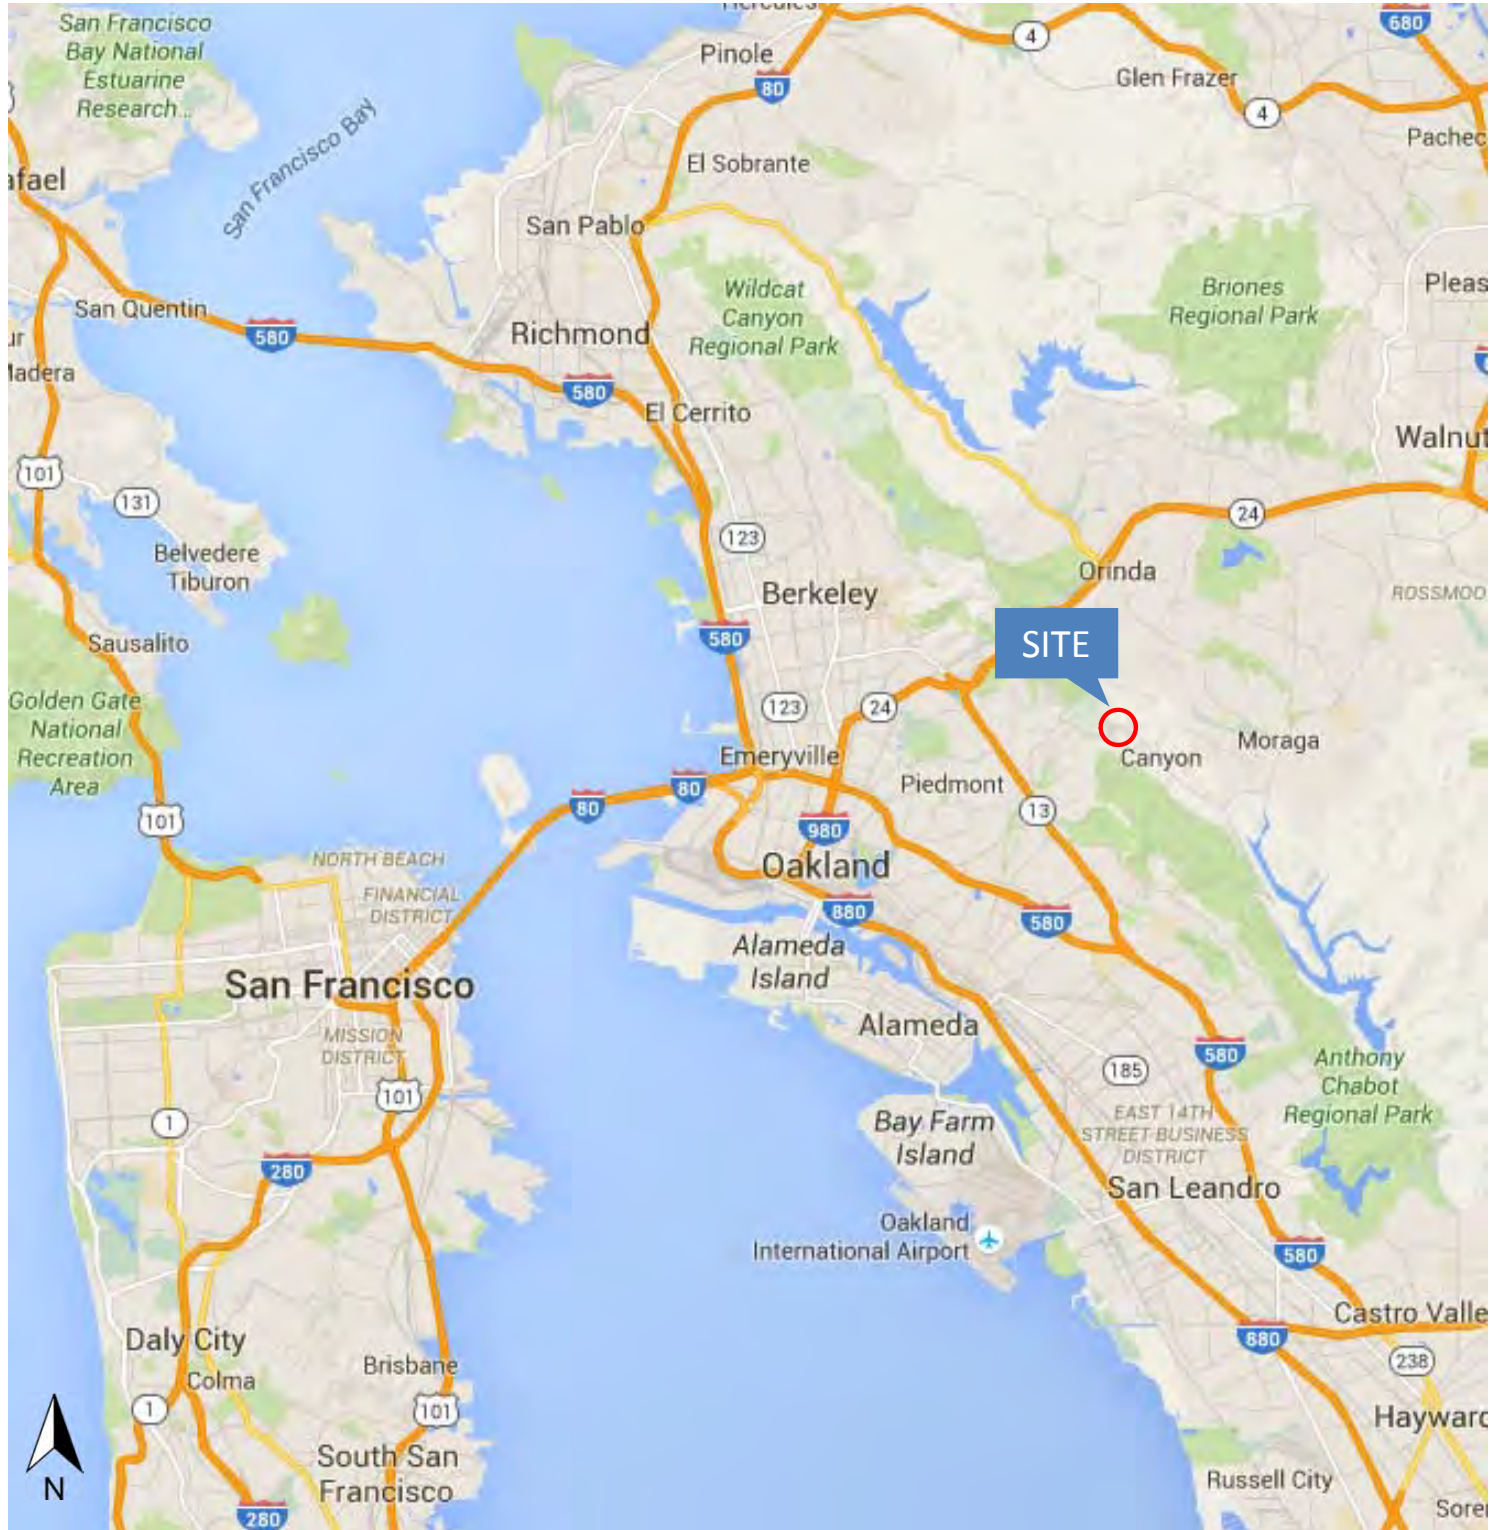 San Francisco
Bay National
Estuarine
Research...
San Francisco Bay
Hercules
Pinole
80
4
Glen Frazer
4
680
Pachec
El Sobrante
afael
San Pablo
San Quentin
580
Richmond
580
Wildcat
Canyon
Regional Park
Briones
Regional Park
Pleas
Madera
El Cerrito
Walnut
101
131
Belvedere
Tiburon
123
24
Orinda
ROSSMOO
Berkeley
580
Sausalito
SITE
Golden Gate
National
Recreation
Area
123
24
Emeryville
Canyon
Moraga
Piedmont
80
80
101
980
13
NORTH BEACH
FINANCIAL
DISTRICT
Oakland
880
580
Alameda
Island
San Francisco
Alameda
MISSION
DISTRICT
101
1
580
185
Anthony
Chabot
Regional Park
Bay Farm
Island
EAST 14TH
STREET BUSINESS
DISTRICT
280
San Leandro
Oakland
International Airport
580
Castro Valle
880
238
Daly City
Colma
Brisbane
101
1
Hayward
N
South San
Francisco
280
Russell City
Soren